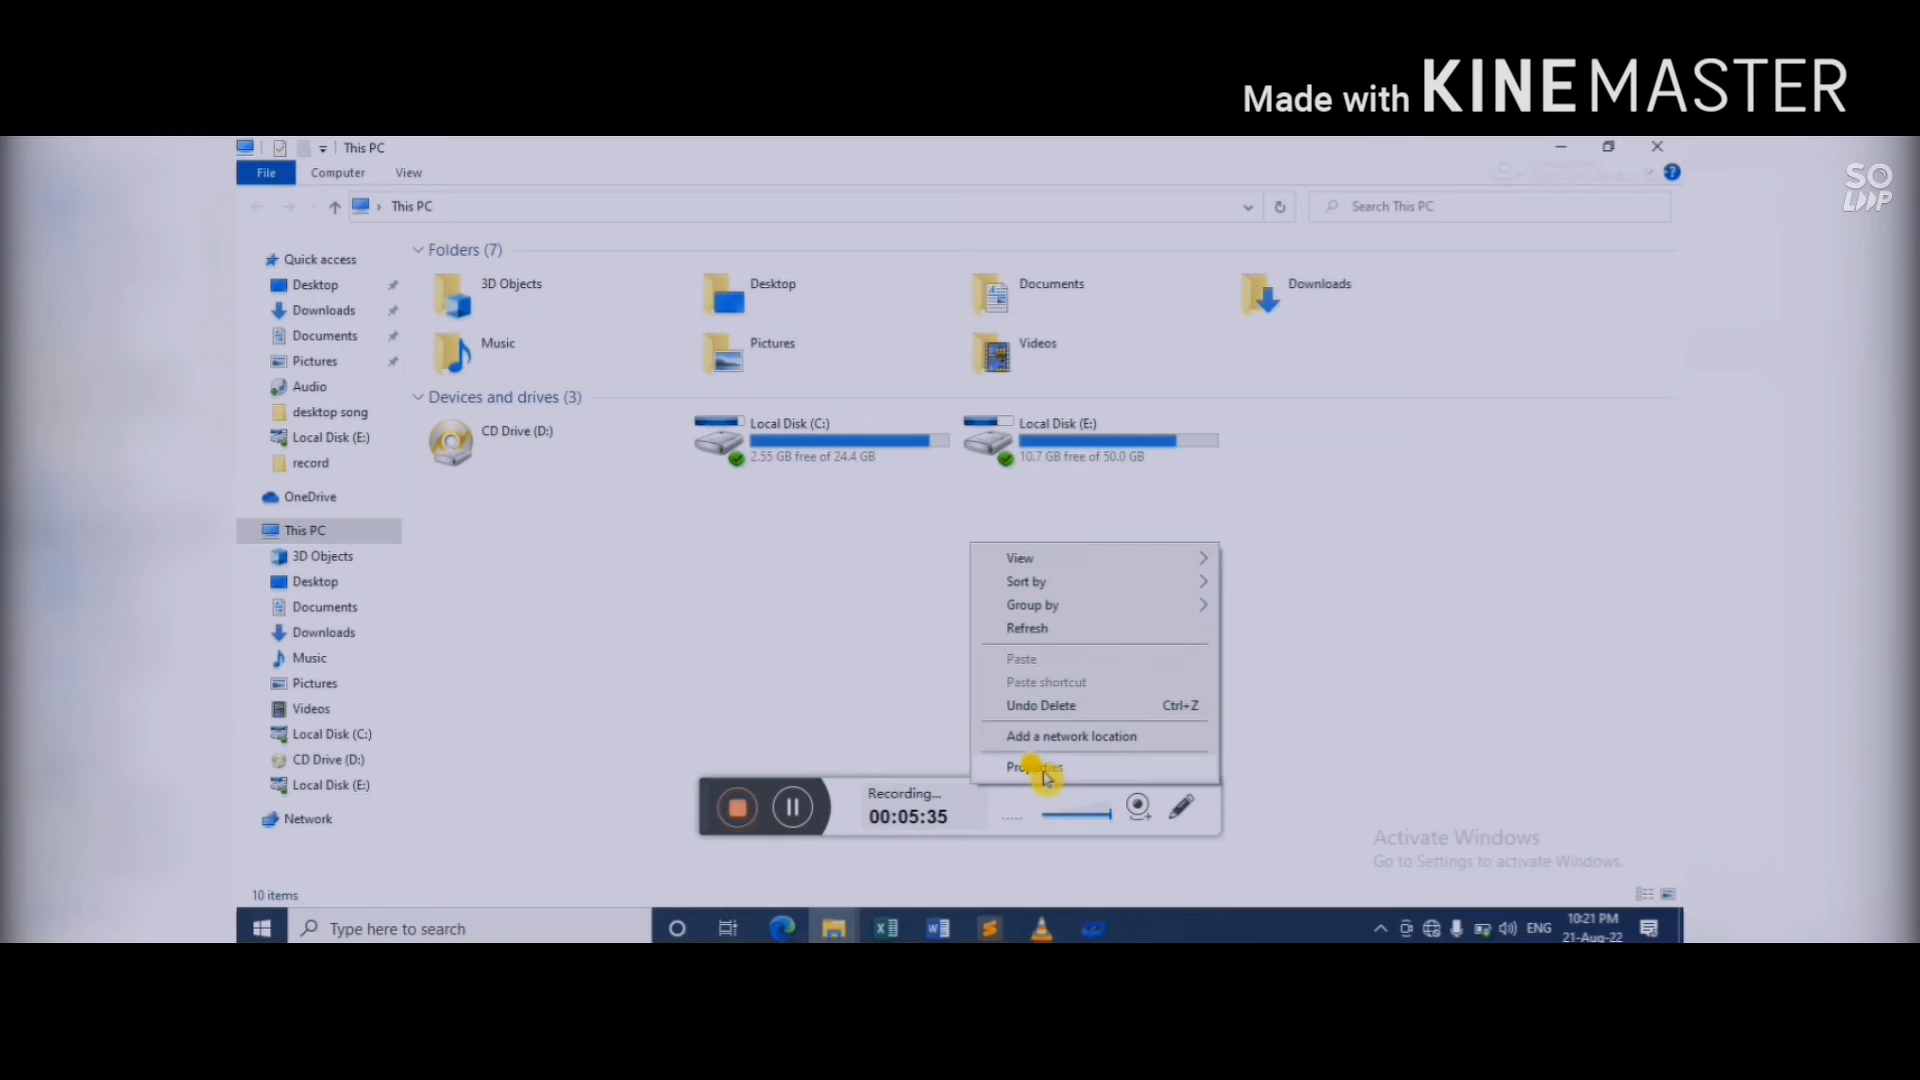 Made with KINEMASTER
SOLOOP
This PC
File Computer View
This PC
Search This PC
Quick access
Desktop
Downloads
Documents
Pictures
Audio
desktop song
Local Disk (E:)
record
OneDrive
This PC
3D Objects
Desktop
Documents
Downloads
Music
Pictures
Videos
Local Disk (C:)
CD Drive (D:)
Local Disk (E:)
Network
Folders (7)
3D Objects
Desktop
Documents
Downloads
Music
Pictures
Videos
Devices and drives (3)
CD Drive (D:)
Local Disk (C:)
2.55 GB free of 24.4 GB
Local Disk (E:)
10.7 GB free of 50.0 GB
View
Sort by
Group by
Refresh
Paste
Paste shortcut
Undo Delete Ctrl+Z
Add a network location
Properties
Recording...
00:05:35
Activate Windows
Go to Settings to activate Windows.
10 items
Type here to search
ENG
10:21 PM
21-Aug-22